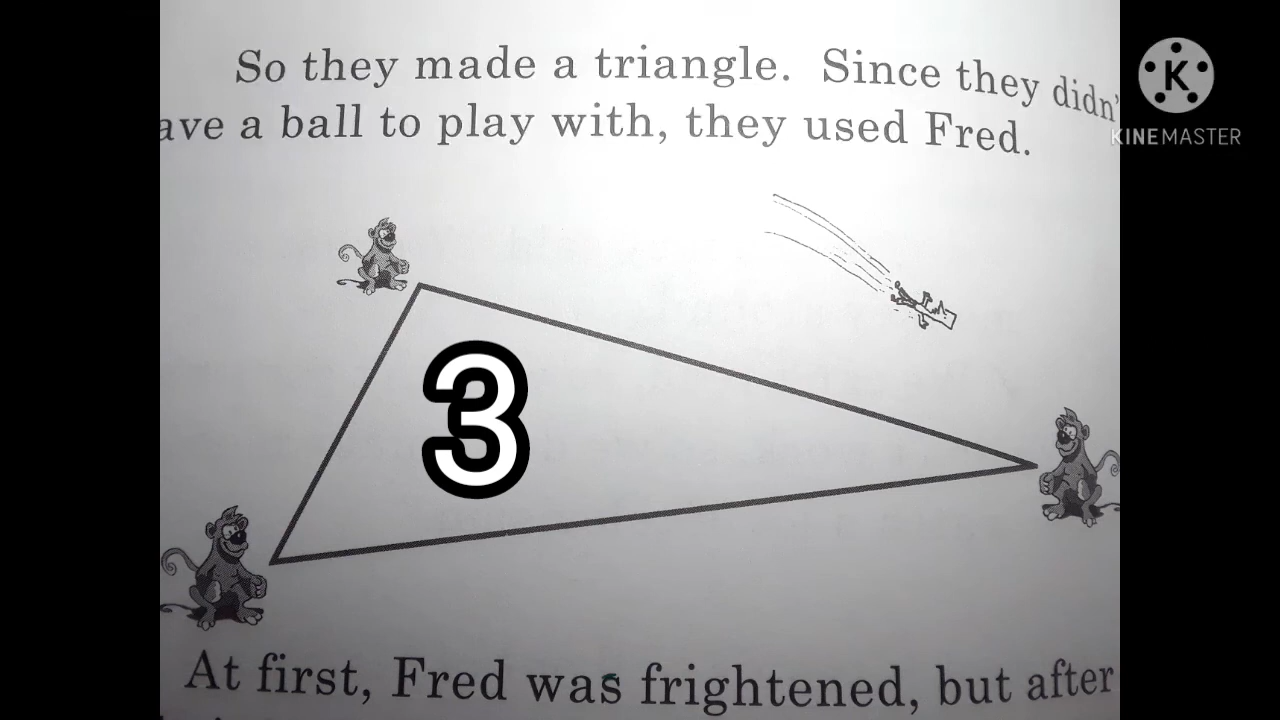 So they made a triangle. Since they didn'
ave a ball to play with, they used Fred.
K
KINEMASTER
3
At first, Fred was frightened, but after